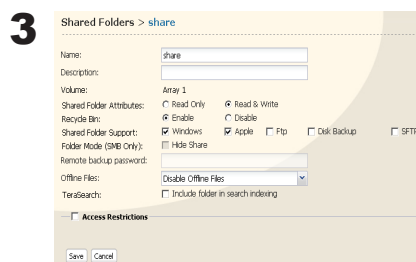 3
Shared Folders > share
Name: share
Description:
Volume: Array 1
Shared Folder Attributes: Read Only Read & Write
Recycle Bin: Enable Disable
Shared Folder Support: Windows Apple Ftp Disk Backup SFTP
Folder Mode (SMB Only): Hide Share
Remote backup password:
Offline Files: Disable Offline Files
TeraSearch: Include folder in search indexing
Access Restrictions
Save Cancel